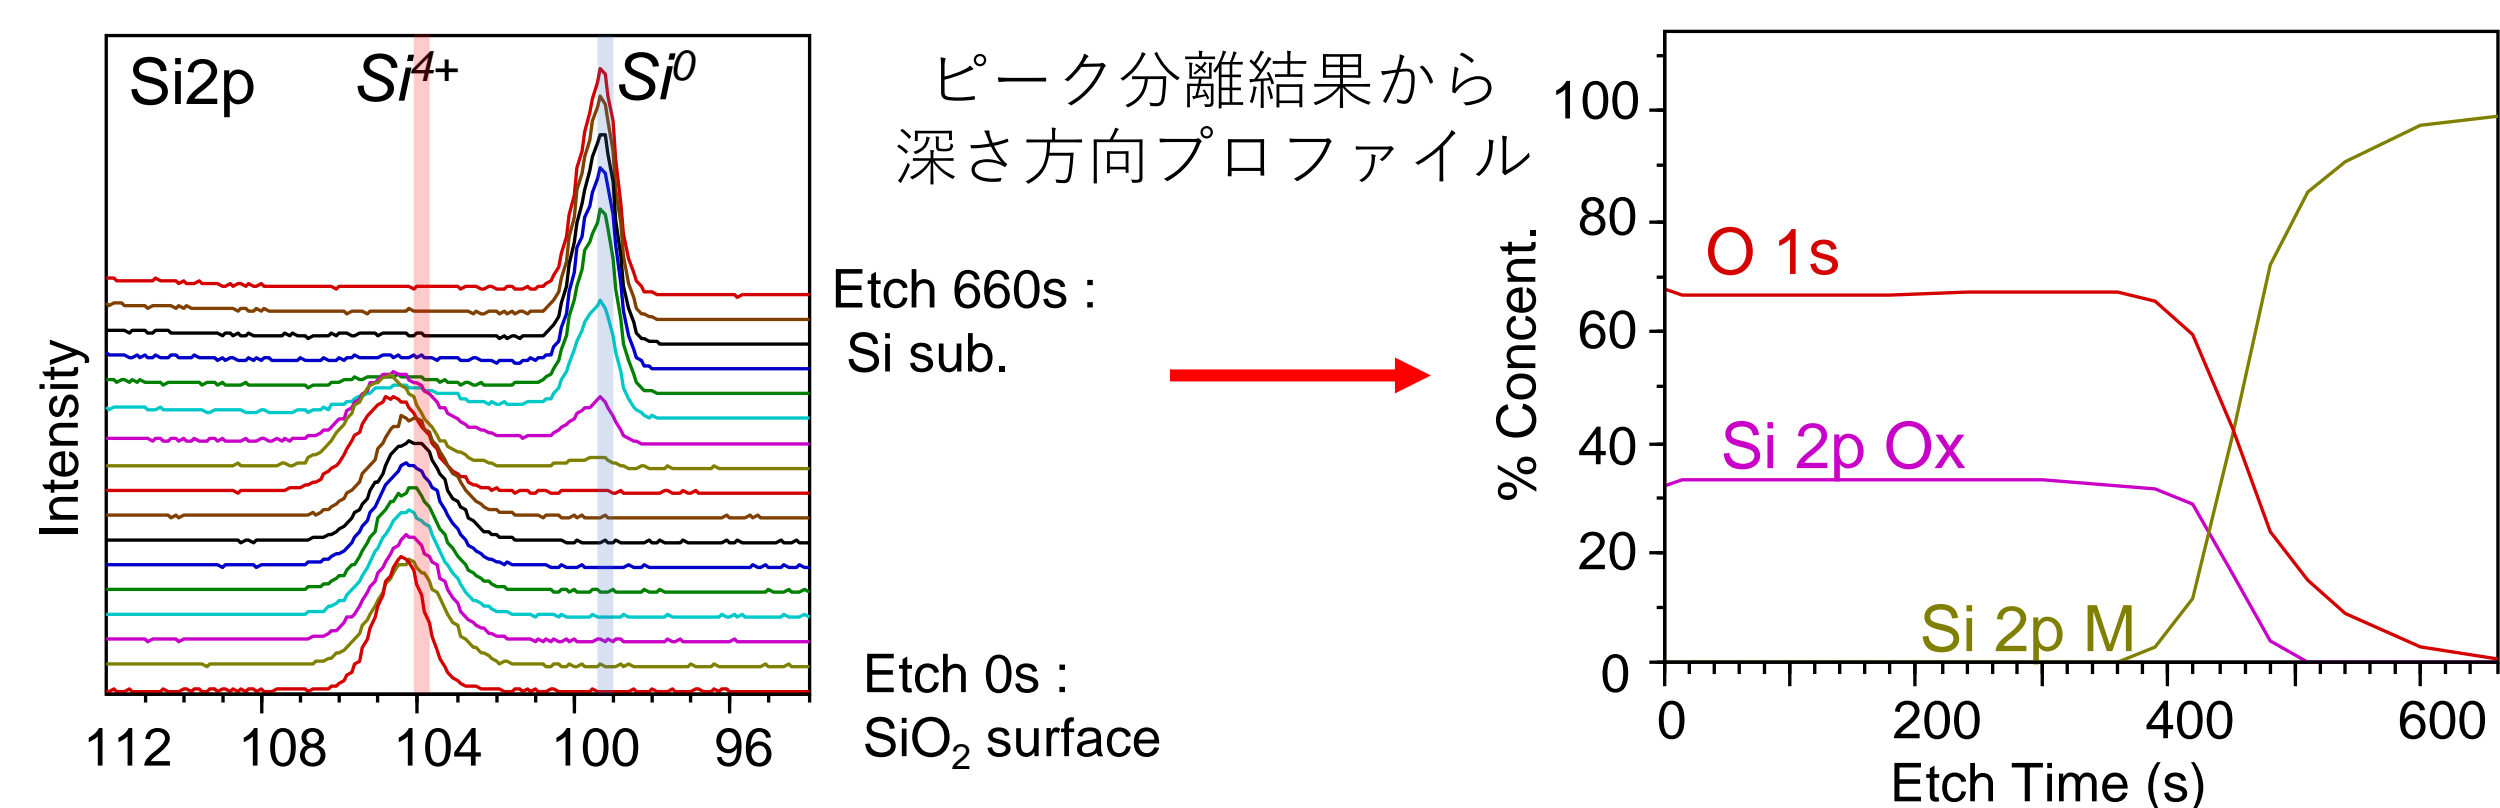 Si2p
Si4+
Si0
Intensity
112
108
104
100
96
Etch 660s :
Si sub.
Etch 0s :
SiO2 surface
ピーク分離結果から
深さ方向プロファイル
% Concent.
100
80
60
40
20
0
O 1s
Si 2p Ox
Si 2p M
0
200
400
600
Etch Time (s)